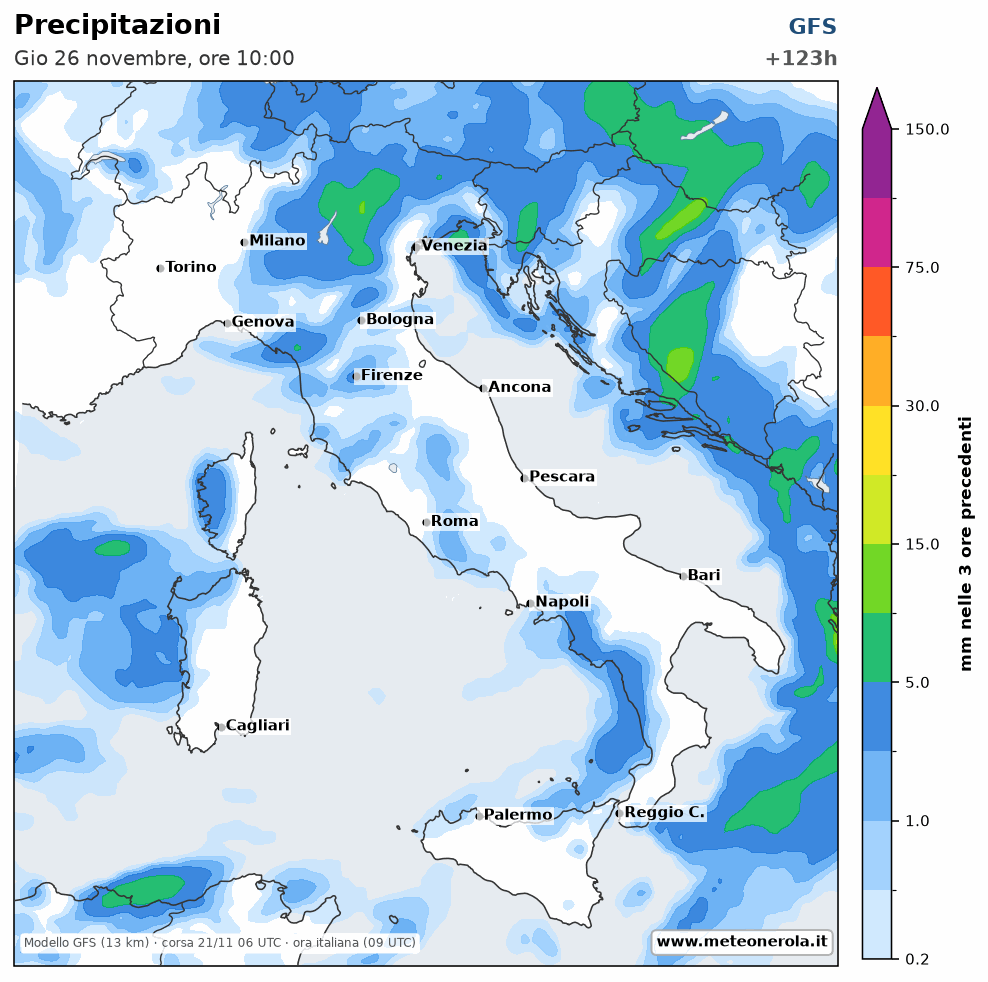 Precipitazioni
GFS
Gio 26 novembre, ore 10:00
+123h
150.0
75.0
30.0
15.0
5.0
1.0
0.2
mm nelle 3 ore precedenti
Milano
Venezia
Torino
Genova
Bologna
Firenze
Ancona
Pescara
Roma
Bari
Napoli
Cagliari
Palermo
Reggio C.
Modello GFS (13 km) · corsa 21/11 06 UTC · ora italiana (09 UTC)
www.meteonerola.it